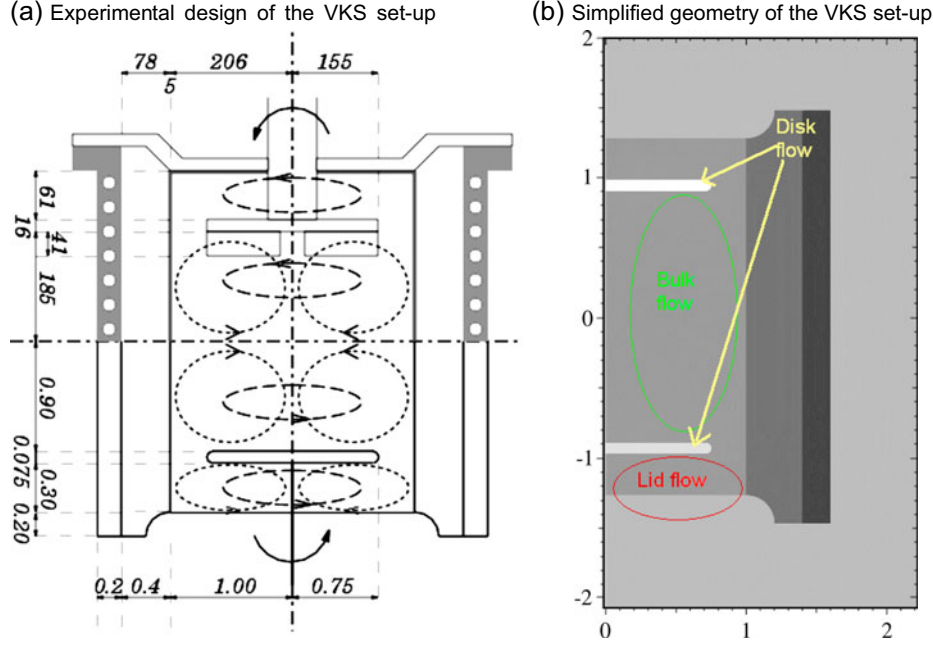 (a) Experimental design of the VKS set-up
78 206 155
5
61
16
41
185
0.90
0.075
0.30
0.20
0.2 0.4 1.00 0.75
(b) Simplified geometry of the VKS set-up
2
1
0
-1
-2
0 1 2
Disk
flow
Bulk
flow
Lid flow